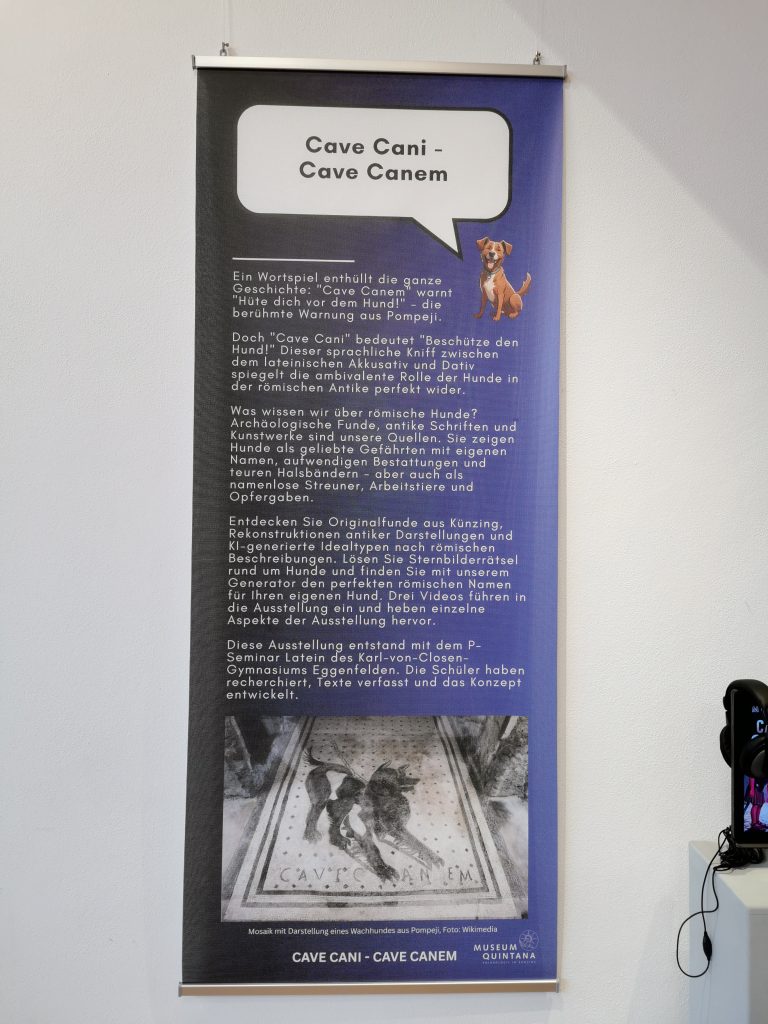 Cave Cani -
Cave Canem
Ein Wortspiel enthüllt die ganze
Geschichte: "Cave Canem" warnt
"Hüte dich vor dem Hund!" - die
berühmte Warnung aus Pompeji.
Doch "Cave Cani" bedeutet "Beschütze den
Hund!" Dieser sprachliche Kniff zwischen
dem lateinischen Akkusativ und Dativ
spiegelt die ambivalente Rolle der Hunde in
der römischen Antike perfekt wider.
Was wissen wir über römische Hunde?
Archäologische Funde, antike Schriften und
Kunstwerke sind unsere Quellen. Sie zeigen
Hunde als geliebte Gefährten mit eigenen
Namen, aufwendigen Bestattungen und
teuren Halsbändern - aber auch als
namenlose Streuner, Arbeitstiere und
Opfergaben.
Entdecken Sie Originalfunde aus Künzing,
Rekonstruktionen antiker Darstellungen und
KI-generierte Idealtypen nach römischen
Beschreibungen. Lösen Sie Sternbilderrätsel
rund um Hunde und finden Sie mit unserem
Generator den perfekten römischen Namen
für Ihren eigenen Hund. Drei Videos führen in
die Ausstellung ein und heben einzelne
Aspekte der Ausstellung hervor.
Diese Ausstellung entstand mit dem P-
Seminar Latein des Karl-von-Closen-
Gymnasiums Eggenfelden. Die Schüler haben
recherchiert, Texte verfasst und das Konzept
entwickelt.
CAVE CANEM
Mosaik mit Darstellung eines Wachhundes aus Pompeji, Foto: Wikimedia
CAVE CANI - CAVE CANEM
MUSEUM
QUINTANA
ARCHÄOLOGIE IN KÜNZING